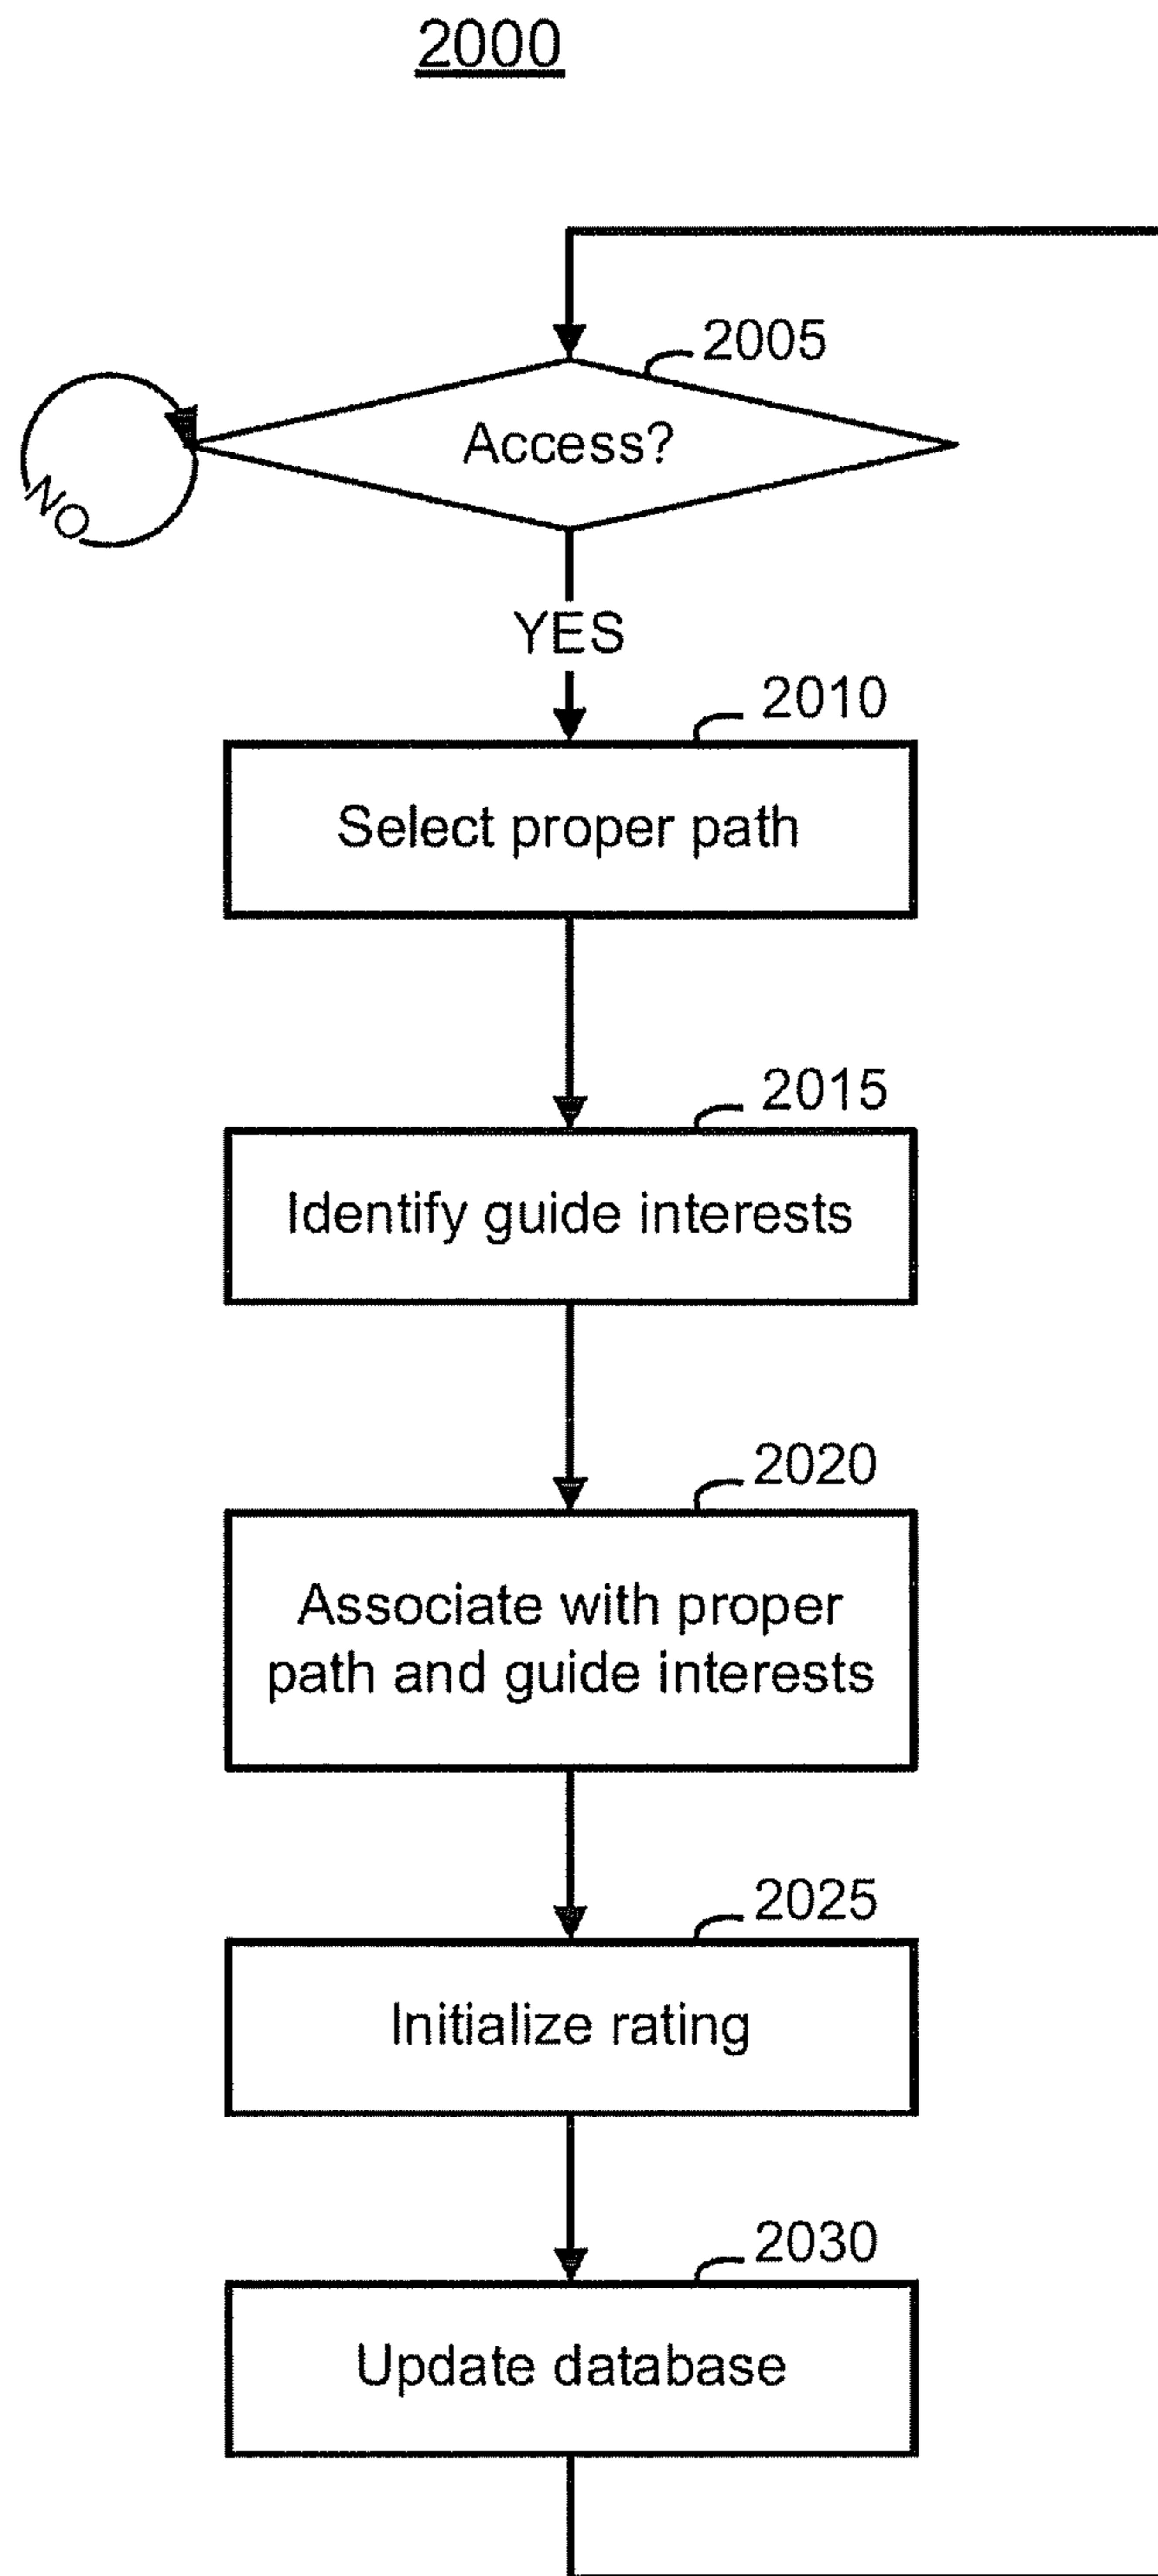 2000
2005
Access?
NO
YES
2010
Select proper path
2015
Identify guide interests
2020
Associate with proper
path and guide interests
2025
Initialize rating
2030
Update database